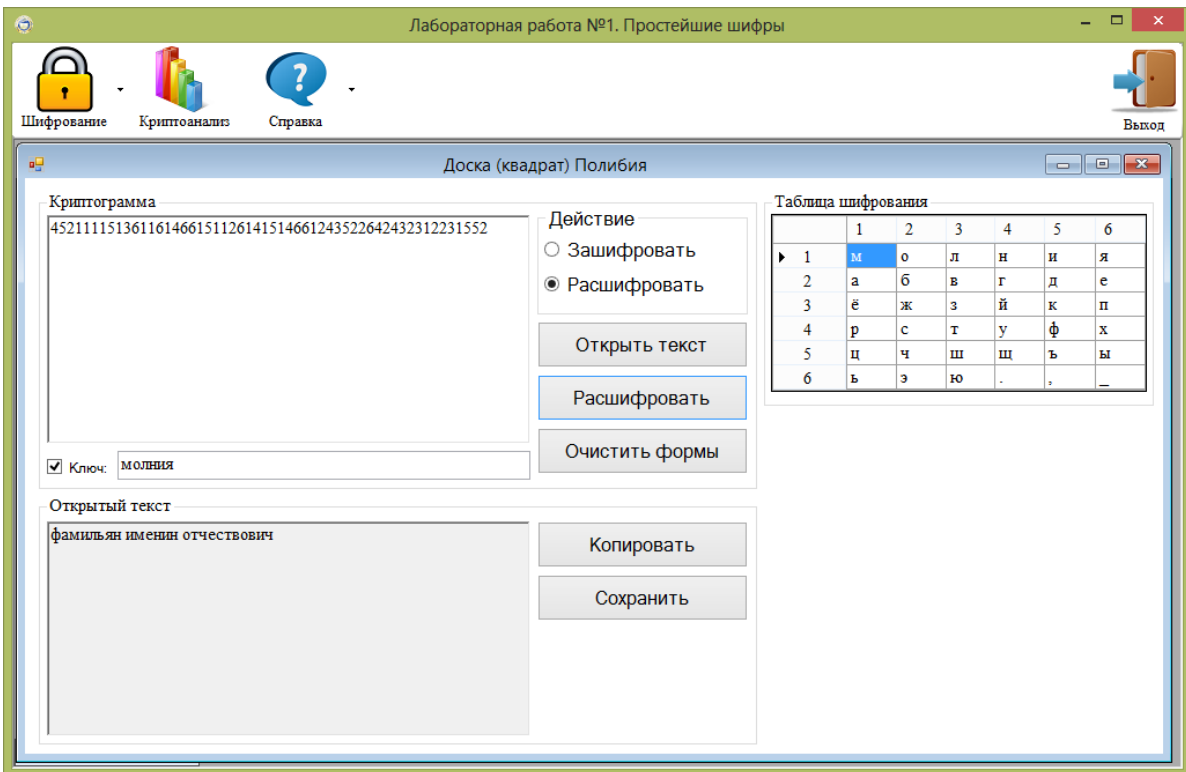 Лабораторная работа №1. Простейшие шифры
Шифрование
Криптоанализ
Справка
Выход
Доска (квадрат) Полибия
Криптограмма
4521111513611614661511261415146612435226424323122231552
Действие
Зашифровать
Расшифровать
Открыть текст
Расшифровать
Очистить формы
Ключ: молния
Открытый текст
фамильян именин отчествович
Копировать
Сохранить
Таблица шифрования
1 2 3 4 5 6
1 м о л н и я
2 а б в г д е
3 ё ж з й к п
4 р с т у ф х
5 ц ч ш щ ъ ы
6 ь э ю . , _